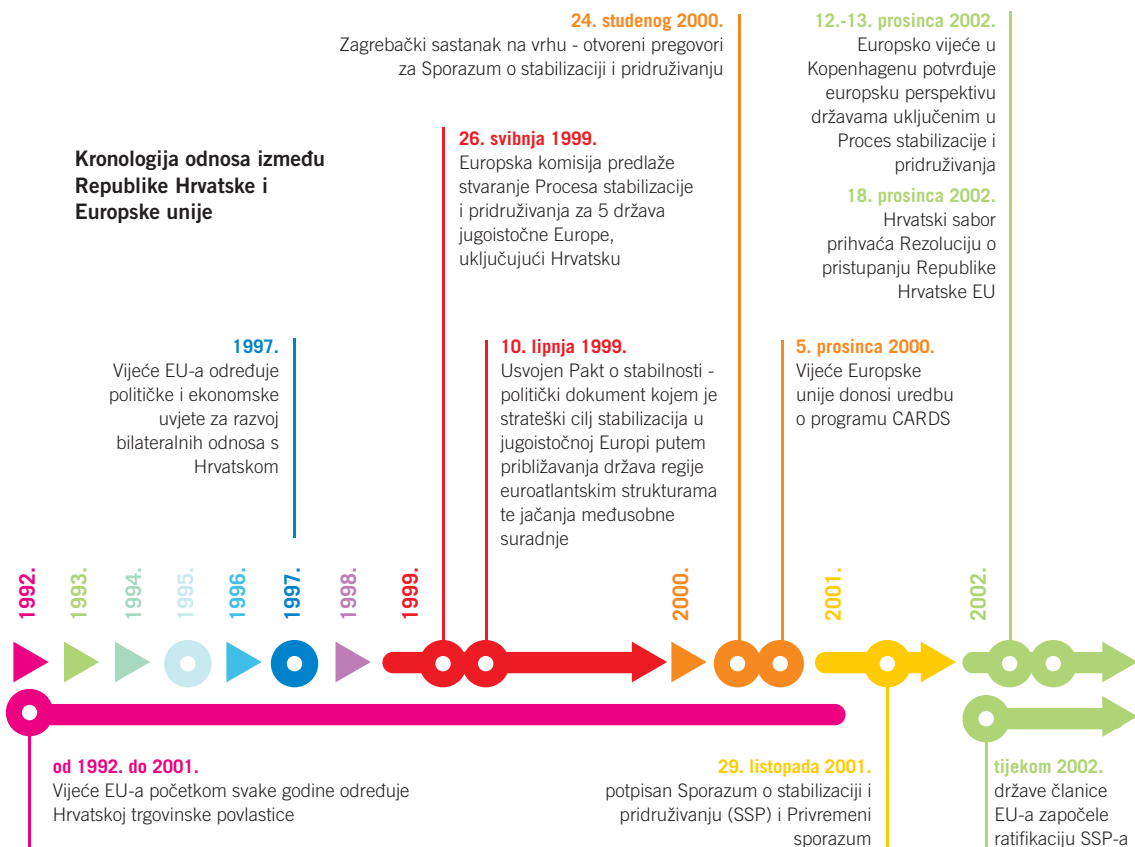 Kronologija odnosa između
Republike Hrvatske i
Europske unije
1997.
Vijeće EU-a određuje
političke i ekonomske
uvjete za razvoj
bilateralnih odnosa s
Hrvatskom
26. svibnja 1999.
Europska komisija predlaže
stvaranje Procesa stabilizacije
i pridruživanja za 5 država
jugoistočne Europe,
uključujući Hrvatsku
10. lipnja 1999.
Usvojen Pakt o stabilnosti -
politički dokument kojem je
strateški cilj stabilizacija u
jugoistočnoj Europi putem
približavanja država regije
euroatlantskim strukturama
te jačanja međusobne
suradnje
24. studenog 2000.
Zagrebački sastanak na vrhu - otvoreni pregovori
za Sporazum o stabilizaciji i pridruživanju
5. prosinca 2000.
Vijeće Europske
unije donosi uredbu
o programu CARDS
12.-13. prosinca 2002.
Europsko vijeće u
Kopenhagenu potvrđuje
europsku perspektivu
državama uključenim u
Proces stabilizacije i
pridruživanja
18. prosinca 2002.
Hrvatski sabor
prihvaća Rezoluciju o
pristupanju Republike
Hrvatske EU
1992.
1993.
1994.
1995.
1996.
1997.
1998.
1999.
2000.
2001.
2002.
od 1992. do 2001.
Vijeće EU-a početkom svake godine određuje
Hrvatskoj trgovinske povlastice
29. listopada 2001.
potpisan Sporazum o stabilizaciji i
pridruživanju (SSP) i Privremeni
sporazum
tijekom 2002.
države članice
EU-a započele
ratifikaciju SSP-a